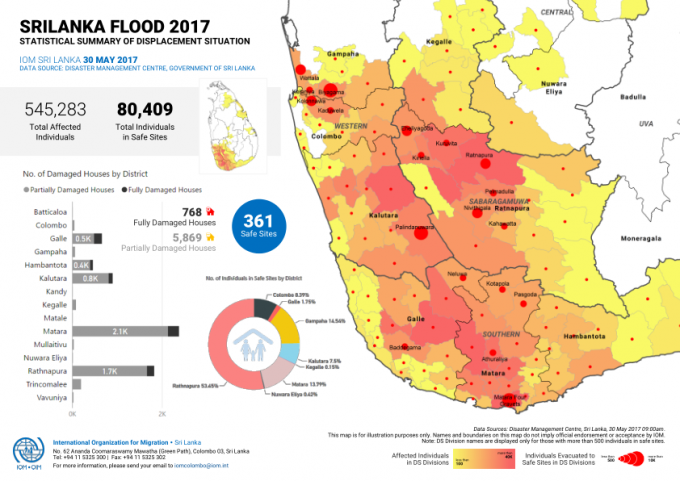 SRILANKA FLOOD 2017
STATISTICAL SUMMARY OF DISPLACEMENT SITUATION
IOM SRI LANKA 30 MAY 2017
DATA SOURCE: DISASTER MANAGEMENT CENTRE, GOVERNMENT OF SRI LANKA
545,283
Total Affected
Individuals
80,409
Total Individuals
in Safe Sites
No. of Damaged Houses by District
Partially Damaged Houses
Fully Damaged Houses
Batticaloa
Colombo
Galle
0.5K
Gampaha
Hambantota
0.4K
Kalutara
0.8K
Kandy
Kegalle
Matale
Matara
2.1K
Mullaitivu
Nuwara Eliya
Rathnapura
1.7K
Trincomalee
Vavuniya
0K
2K
768
Fully Damaged Houses
5,869
Partially Damaged Houses
361
Safe Sites
No. of Individuals in Safe Sites by District
Colombo 8.39%
Galle 1.75%
Gampaha 14.54%
Kalutara 7.5%
Kegalle 0.15%
Matara 13.79%
Nuwara Eliya 0.42%
Rathnapura 53.45%
CENTRAL
Kegalle
Gampaha
Nuwara
Eliya
Badulla
UVA
Wattala
Biyagama
Kolonnawa
Kaduwela
WESTERN
Colombo
Dehiyagotta
Kuruvita
Kiriella
Ratnapura
Pelmadulla
SABARAGAMUWA
Nivithigala
Ratnapura
Kahawatta
Kalutara
Palindanuwara
Moneragala
Neluwa
Kotapola
Pasgoda
Galle
SOUTHERN
Hambantota
Baddegama
Athuraliya
Matara
Matara Four
Gravets
Data Sources: Disaster Management Centre, Sri Lanka, 30 May 2017 09:00am.
This map is for illustration purposes only. Names and boundaries on this map do not imply official endorsement or acceptance by IOM.
Note: DS Division names are displayed only for those with more than 500 individuals in safe sites.
IOM • OIM
International Organization for Migration • Sri Lanka
No. 62 Ananda Coomaraswamy Mawatha (Green Path), Colombo 03, Sri Lanka
Tel: +94 11 5325 300 | Fax: +94 11 5325 302
For more information, please send your email to iomcolombo@iom.int
Affected Individuals
in DS Divisions
Individuals Evacuated to
Safe Sites in DS Divisions